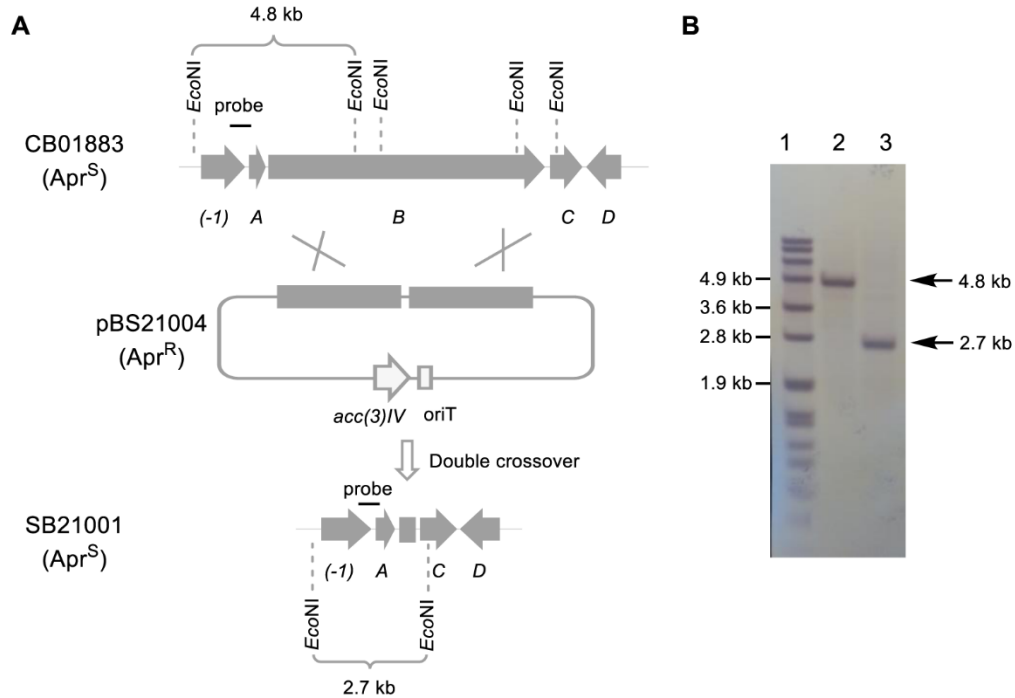 A
4.8 kb
EcoNI
EcoNI
EcoNI
EcoNI
EcoNI
probe
CB01883
(Apr^S)
(-1) A B C D
pBS21004
(Apr^R)
acc(3)IV oriT
Double crossover
probe
SB21001
(Apr^S)
(-1) A C D
EcoNI
EcoNI
2.7 kb
B
1 2 3
4.9 kb
3.6 kb
2.8 kb
1.9 kb
4.8 kb
2.7 kb